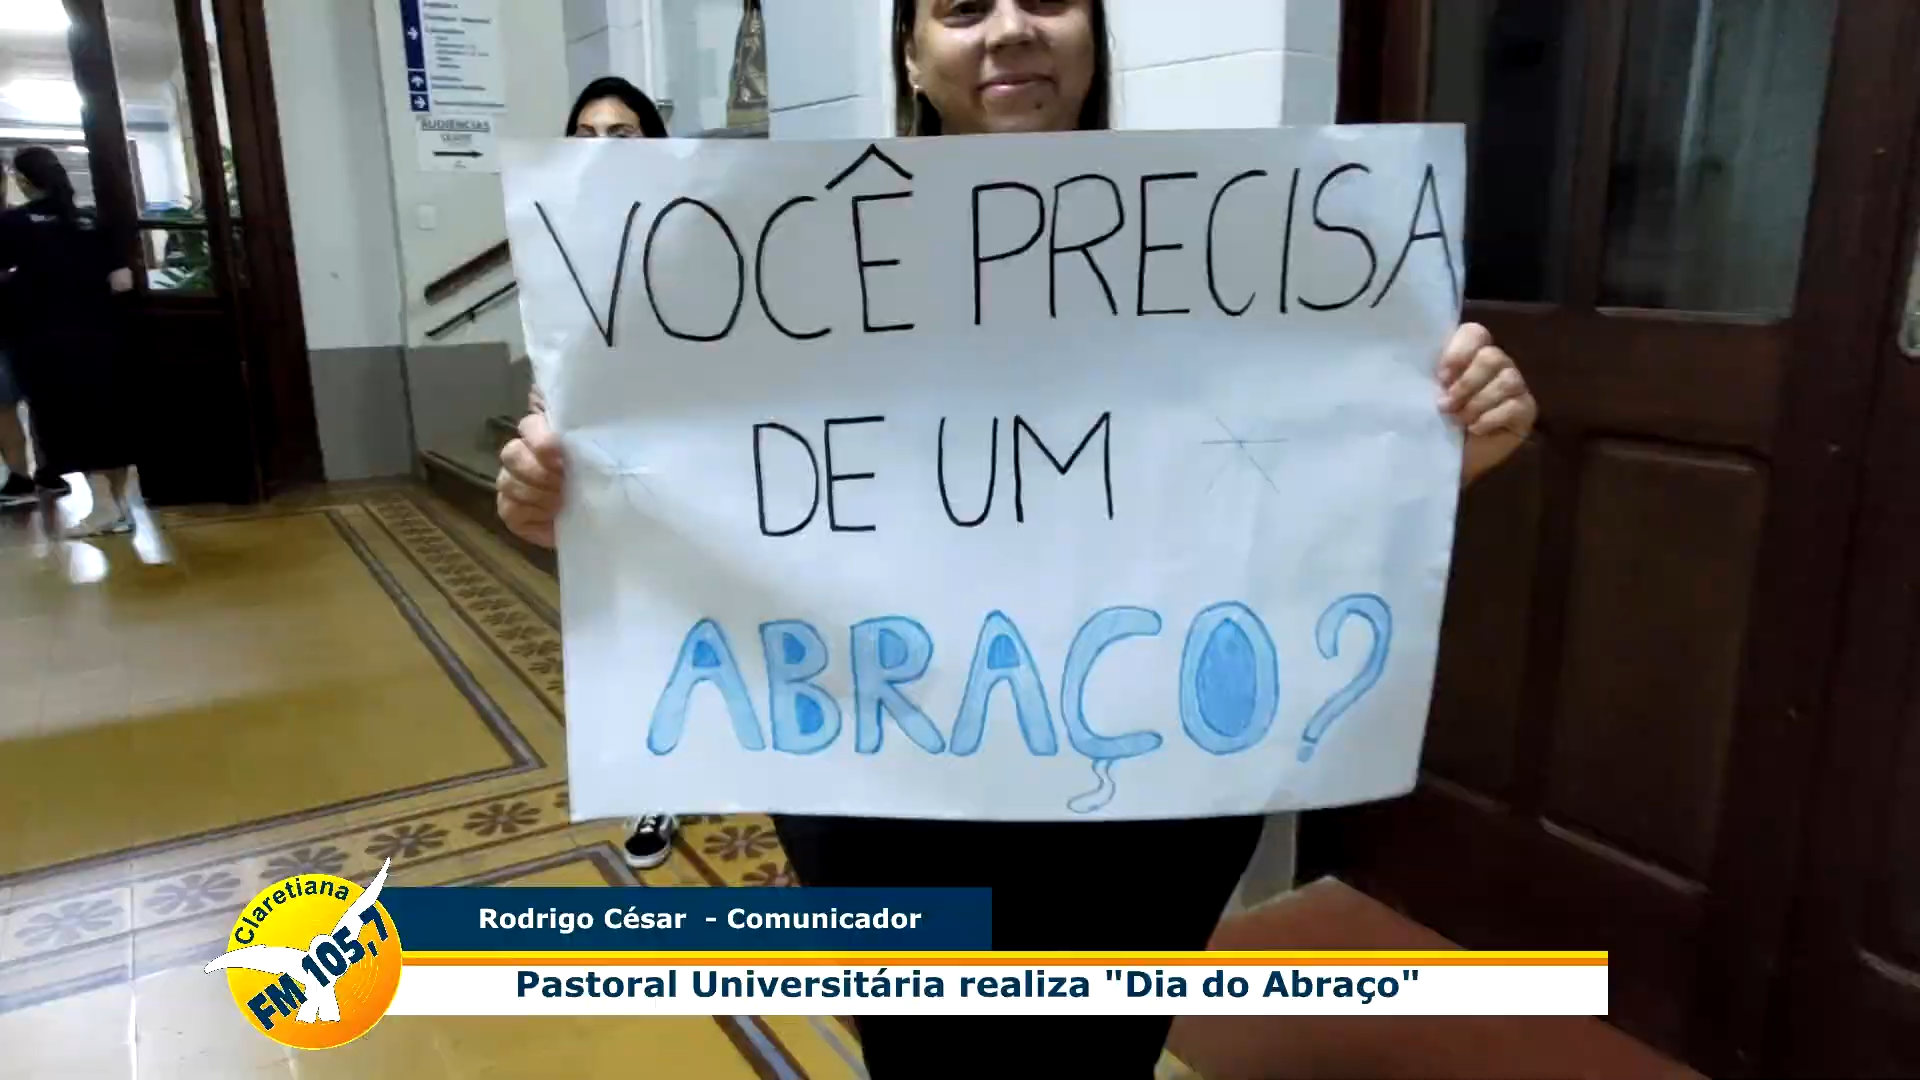 AUDIÊNCIAS
VOCÊ PRECISA
DE UM
ABRAÇO?
Claretiana
FM 105,7
Rodrigo César - Comunicador
Pastoral Universitária realiza "Dia do Abraço"